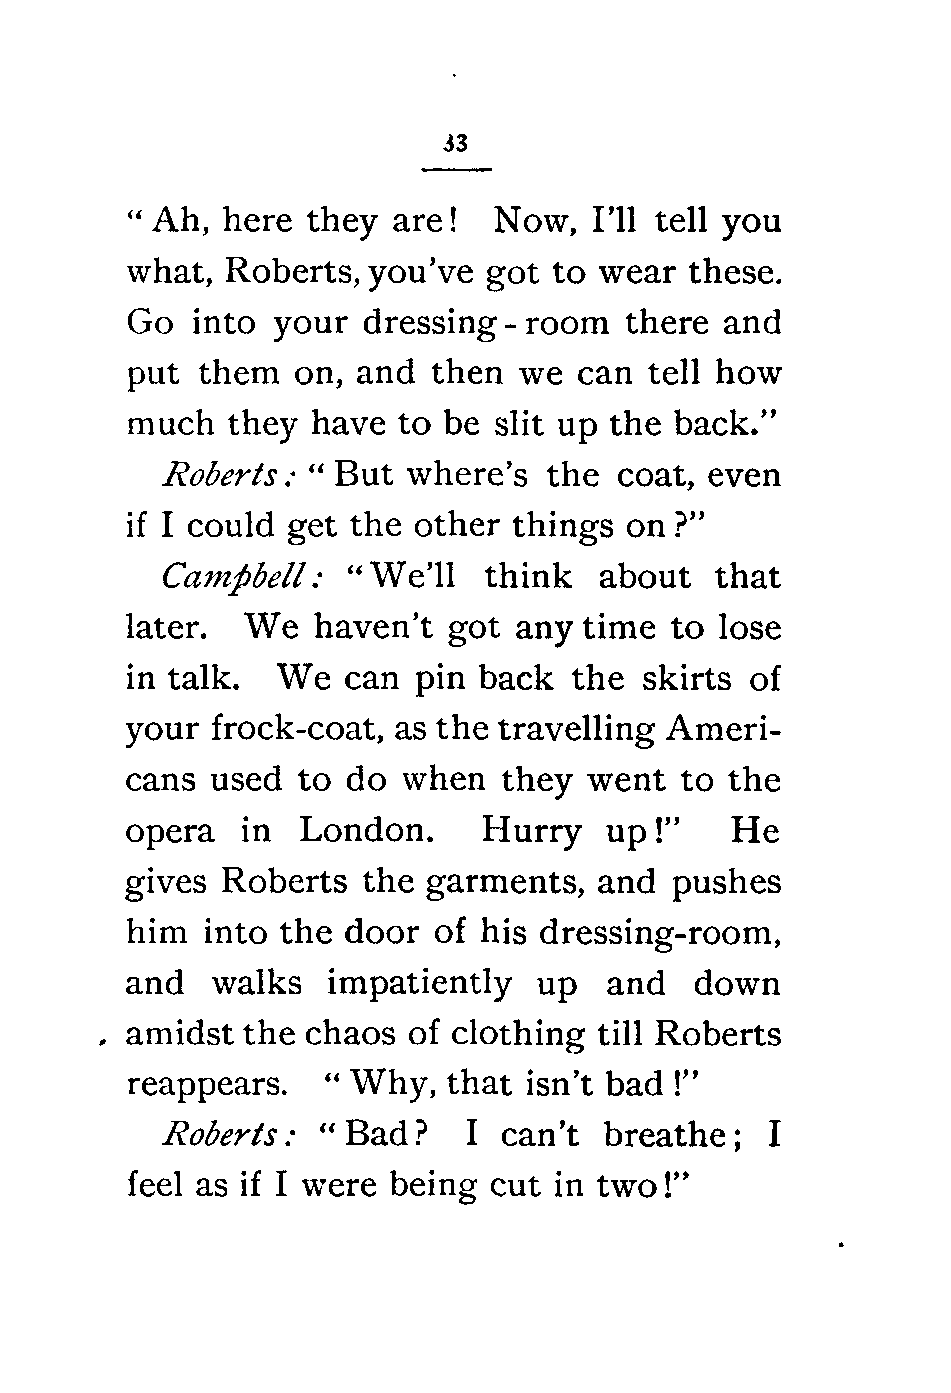 33
“Ah, here they are! Now, I'll tell you
what, Roberts, you've got to wear these.
Go into your dressing-room there and
put them on, and then we can tell how
much they have to be slit up the back.”
Roberts: “But where's the coat, even
if I could get the other things on?”
Campbell: “We'll think about that
later. We haven't got any time to lose
in talk. We can pin back the skirts of
your frock-coat, as the travelling Ameri-
cans used to do when they went to the
opera in London. Hurry up!” He
gives Roberts the garments, and pushes
him into the door of his dressing-room,
and walks impatiently up and down
amidst the chaos of clothing till Roberts
reappears. “Why, that isn't bad!”
Roberts: “Bad? I can't breathe; I
feel as if I were being cut in two!”